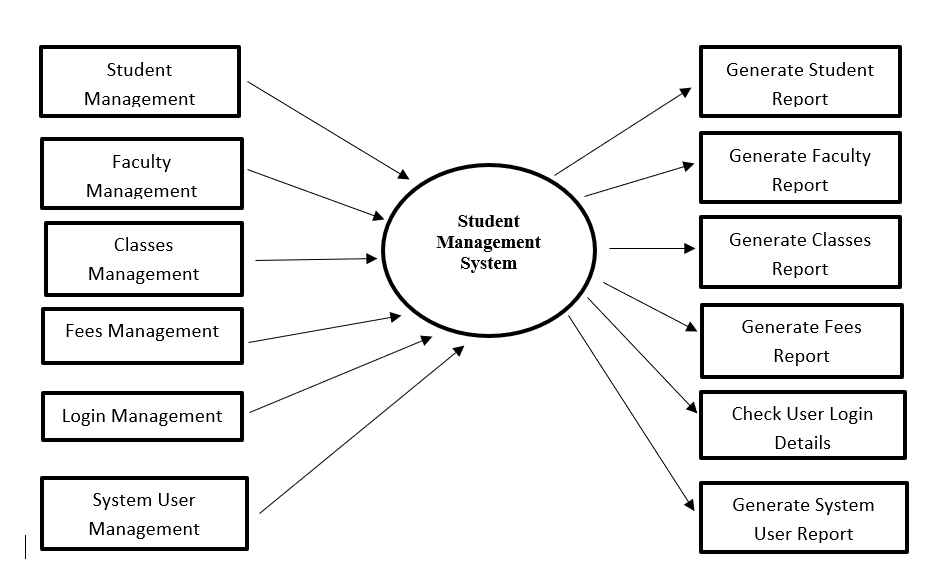 Student
Management
Faculty
Management
Classes
Management
Fees Management
Login Management
System User
Management
Student
Management
System
Generate Student
Report
Generate Faculty
Report
Generate Classes
Report
Generate Fees
Report
Check User Login
Details
Generate System
User Report